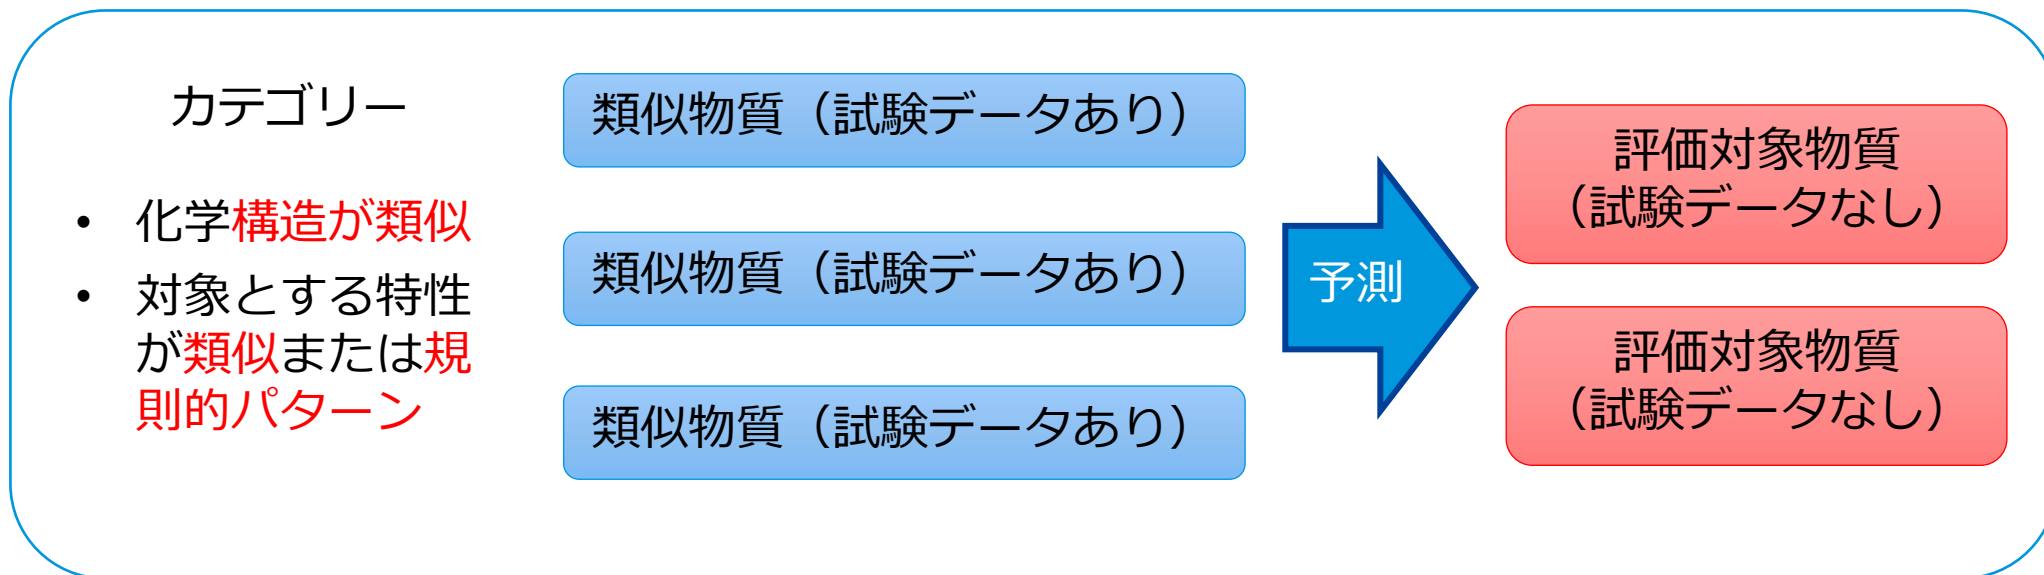 カテゴリー
• 化学構造が類似
• 対象とする特性
が類似または規
則的パターン
類似物質（試験データあり）
類似物質（試験データあり）
類似物質（試験データあり）
予測
評価対象物質
（試験データなし）
評価対象物質
（試験データなし）